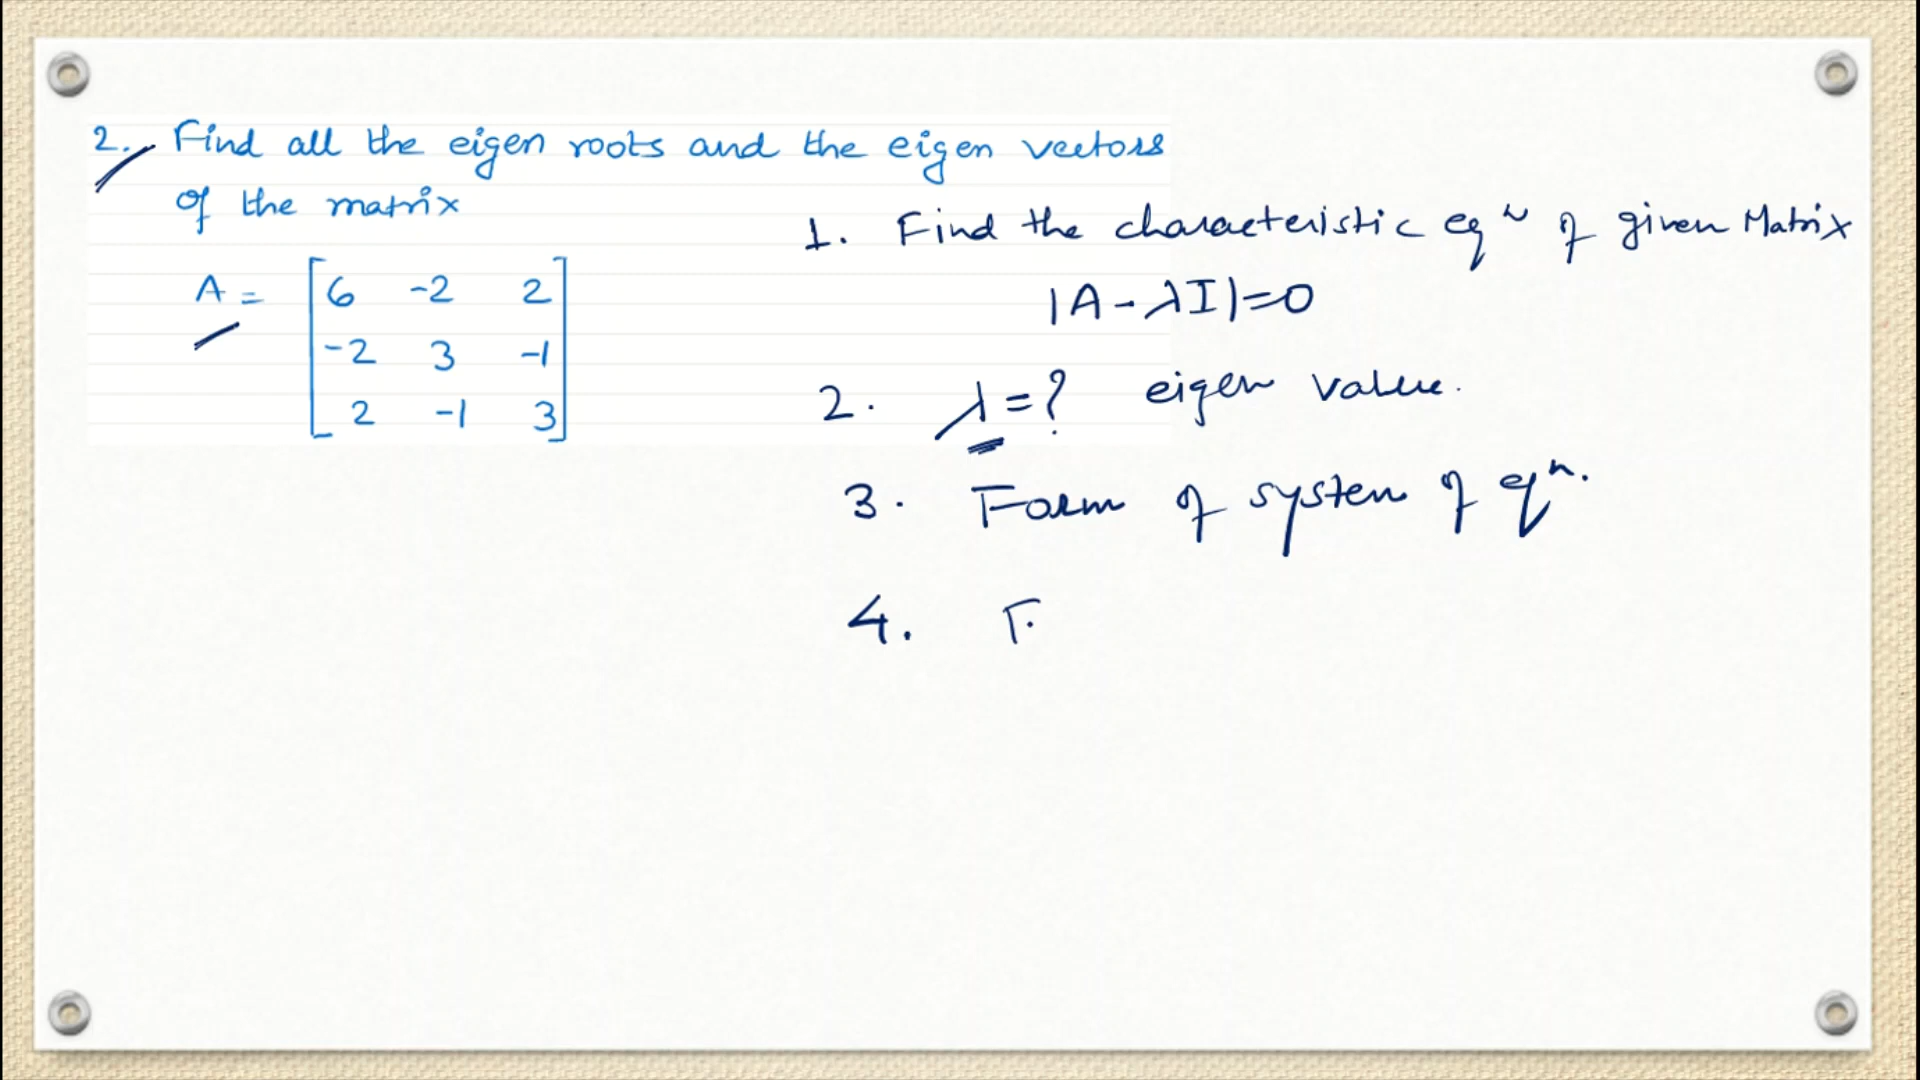 2. Find all the eigen roots and the eigen vectors
of the matrix
A = [6 -2 2
-2 3 -1
2 -1 3]
1. Find the characteristic eqn of given Matrix
|A - λI| = 0
2. λ = ? eigen value.
3. Form of system of eqn.
4. F